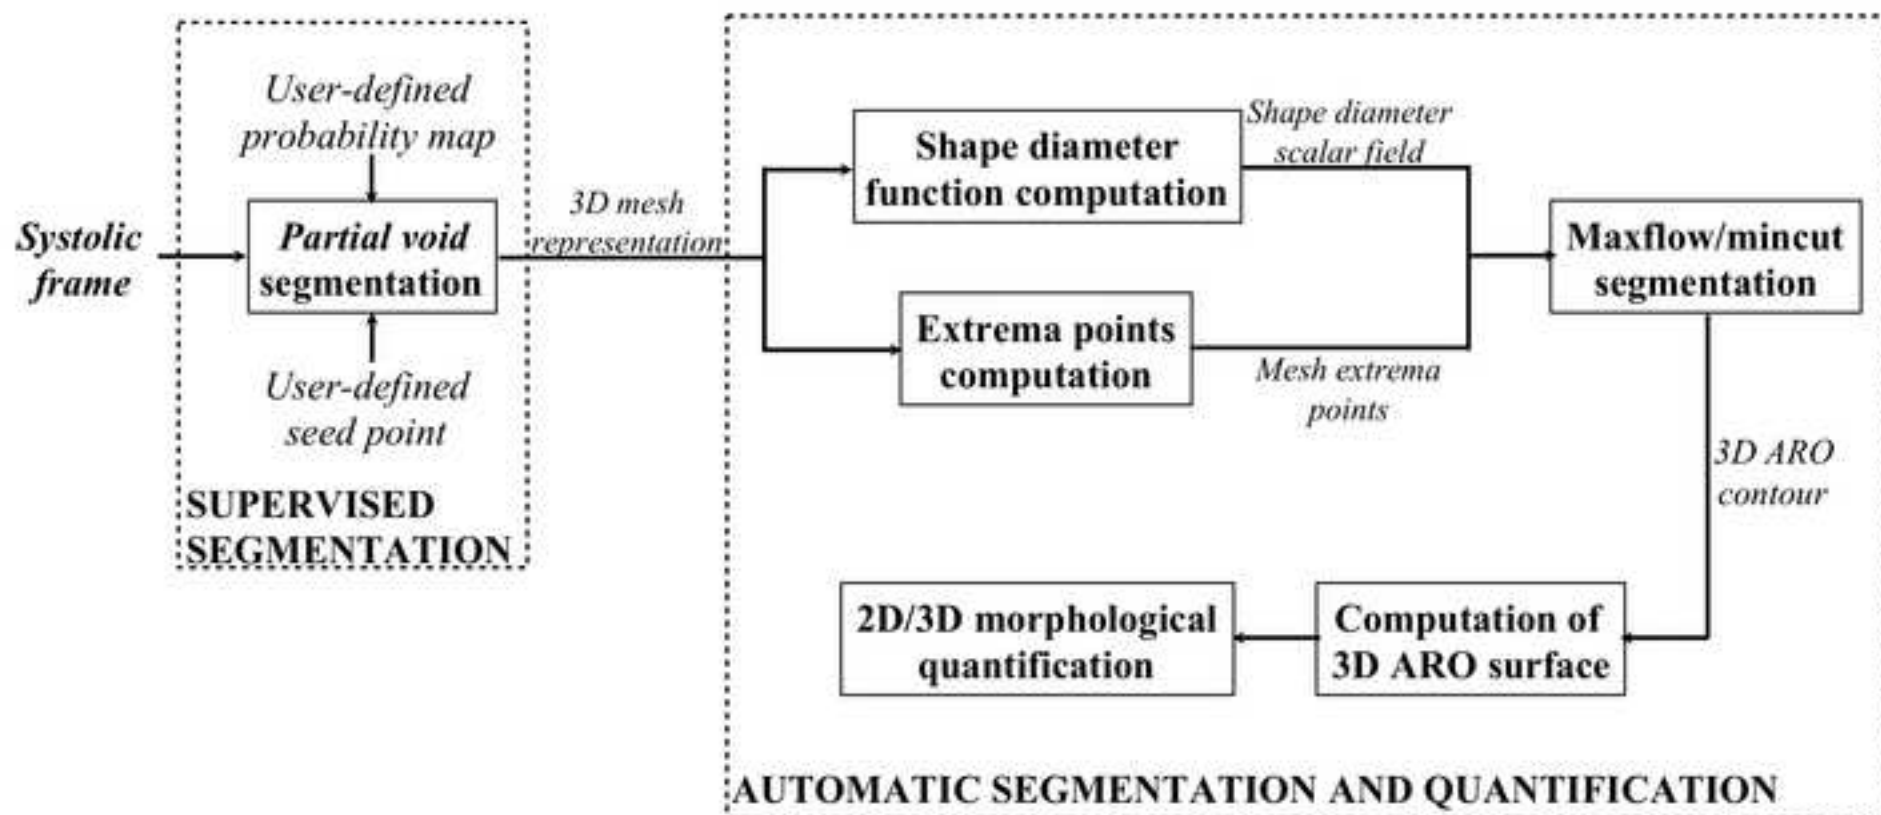 User-defined
probability map
Systolic
frame
Partial void
segmentation
User-defined
seed point
SUPERVISED
SEGMENTATION
3D mesh
representation
Shape diameter
function computation
Shape diameter
scalar field
Extrema points
computation
Mesh extrema
points
Maxflow/mincut
segmentation
3D ARO
contour
Computation of
3D ARO surface
2D/3D morphological
quantification
AUTOMATIC SEGMENTATION AND QUANTIFICATION